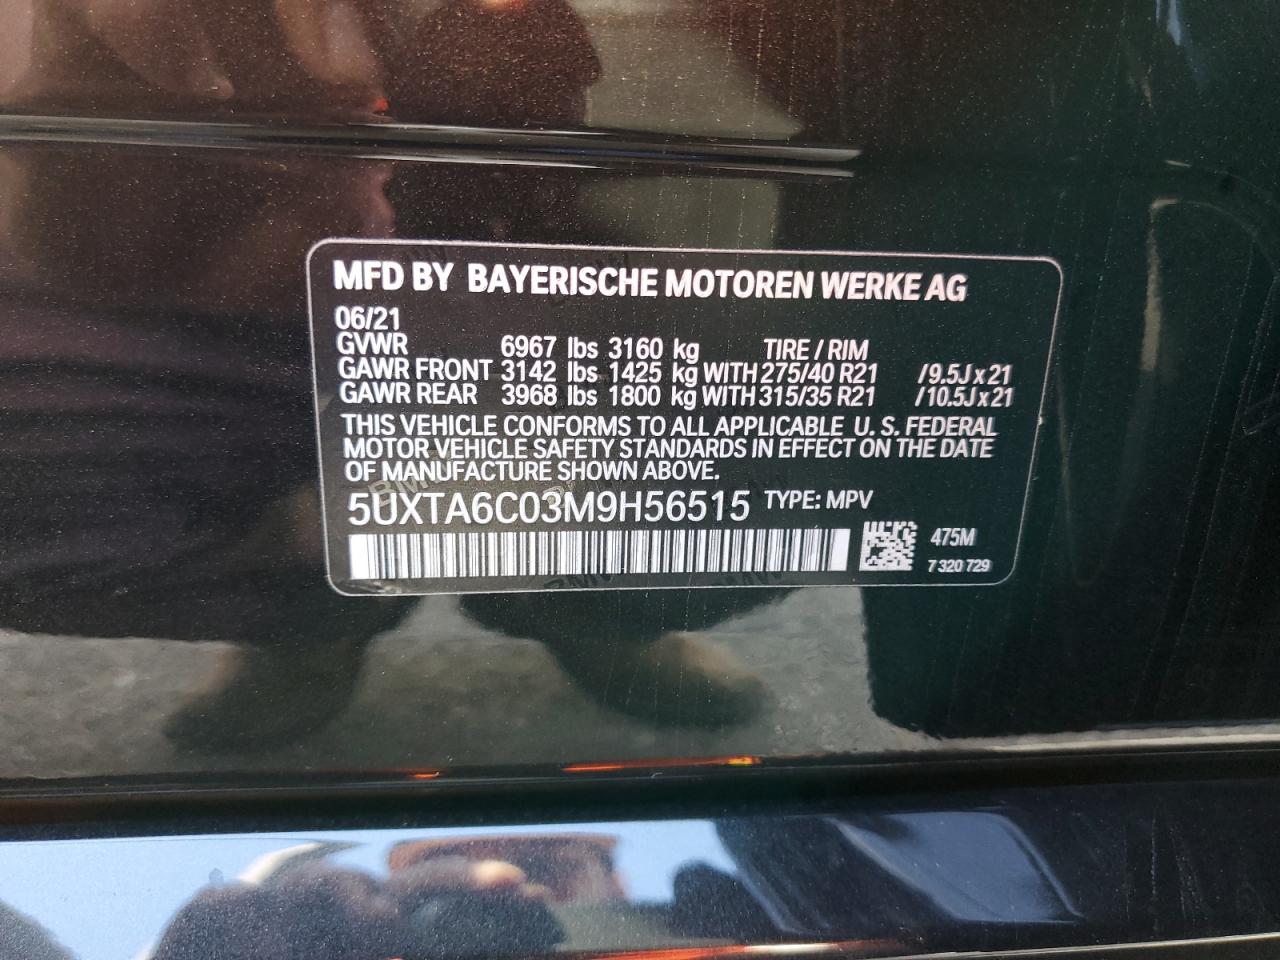 MFD BY BAYERISCHE MOTOREN WERKE AG
06/21
GVWR 6967 lbs 3160 kg TIRE / RIM
GAWR FRONT 3142 lbs 1425 kg WITH 275/40 R21 /9.5J x 21
GAWR REAR 3968 lbs 1800 kg WITH 315/35 R21 /10.5J x 21
THIS VEHICLE CONFORMS TO ALL APPLICABLE U. S. FEDERAL
MOTOR VEHICLE SAFETY STANDARDS IN EFFECT ON THE DATE
OF MANUFACTURE SHOWN ABOVE.
5UXTA6C03M9H56515 TYPE: MPV
475M
7 320 729